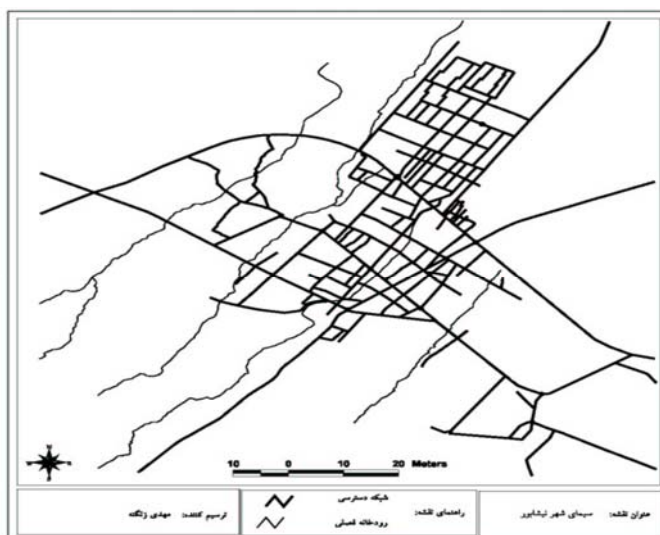 N
W
E
S
10 0 10 20 Meters
عنوان نقشه: سیمای شهر نیشابور
راهنمای نقشه:
شبکه دسترسی
رودخانه فصلی
ترسیم کننده: مهدی زنگنه